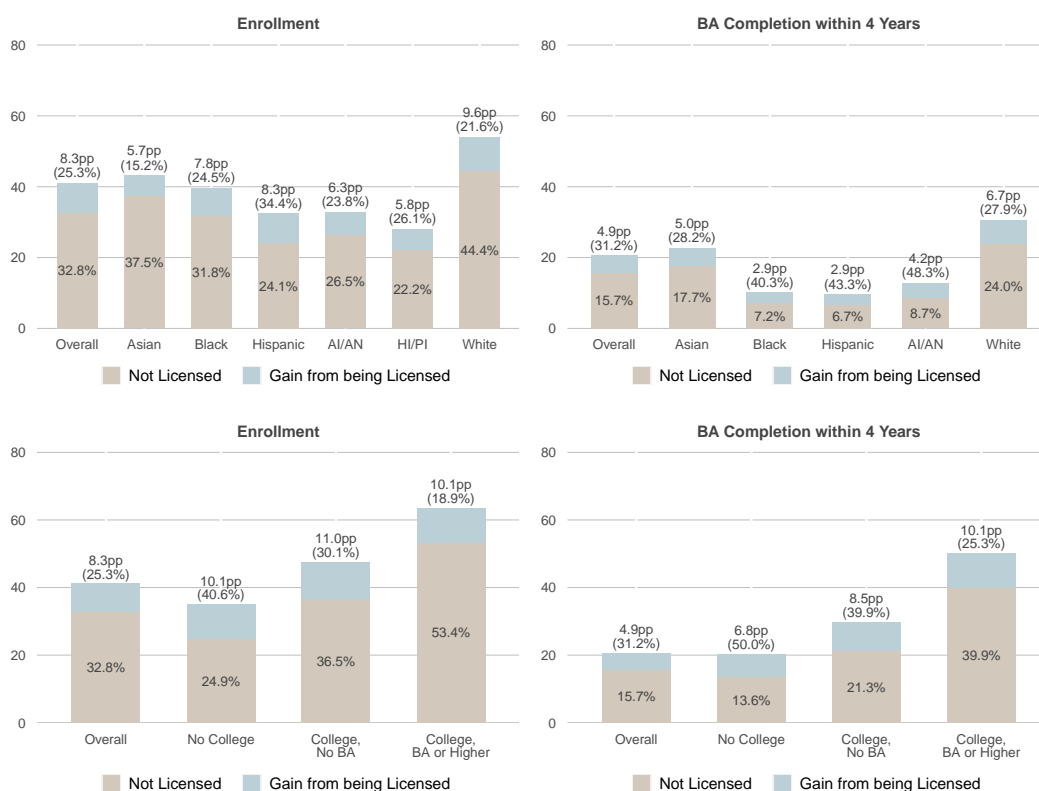 Enrollment
80
60
40
20
0
8.3pp
(25.3%)
32.8%
5.7pp
(15.2%)
37.5%
7.8pp
(24.5%)
31.8%
8.3pp
(34.4%)
24.1%
6.3pp
(23.8%)
26.5%
5.8pp
(26.1%)
22.2%
9.6pp
(21.6%)
44.4%
Overall Asian Black Hispanic AI/AN HI/PI White
Not Licensed Gain from being Licensed
BA Completion within 4 Years
80
60
40
20
0
4.9pp
(31.2%)
15.7%
5.0pp
(28.2%)
17.7%
2.9pp
(40.3%)
7.2%
2.9pp
(43.3%)
6.7%
4.2pp
(48.3%)
8.7%
6.7pp
(27.9%)
24.0%
Overall Asian Black Hispanic AI/AN White
Not Licensed Gain from being Licensed
Enrollment
80
60
40
20
0
8.3pp
(25.3%)
32.8%
10.1pp
(40.6%)
24.9%
11.0pp
(30.1%)
36.5%
10.1pp
(18.9%)
53.4%
Overall No College College, College,
No BA BA or Higher
Not Licensed Gain from being Licensed
BA Completion within 4 Years
80
60
40
20
0
4.9pp
(31.2%)
15.7%
6.8pp
(50.0%)
13.6%
8.5pp
(39.9%)
21.3%
10.1pp
(25.3%)
39.9%
Overall No College College, College,
No BA BA or Higher
Not Licensed Gain from being Licensed